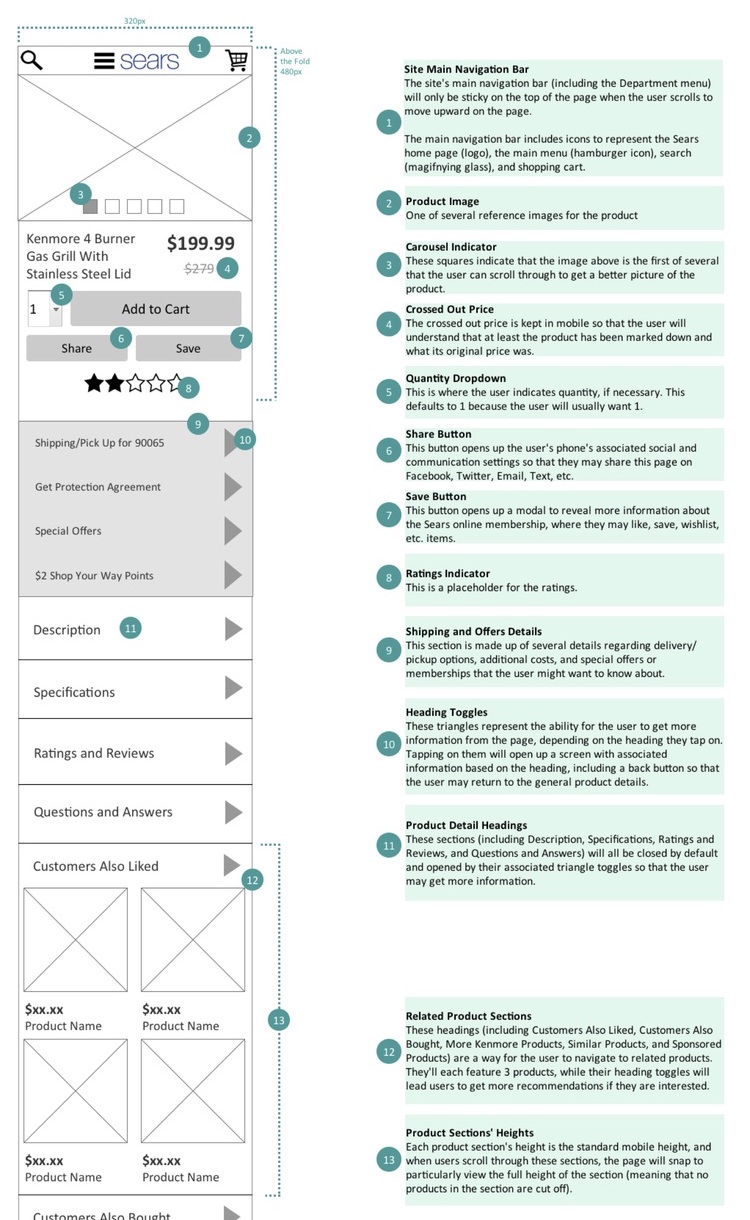 320px
1
sears
Above
the Fold
480px
2
3
Kenmore 4 Burner
Gas Grill With
Stainless Steel Lid
$199.99
$279
4
5
1
Add to Cart
6
7
Share
Save
8
9
10
Shipping/Pick Up for 90065
Get Protection Agreement
Special Offers
$2 Shop Your Way Points
Description
11
Specifications
Ratings and Reviews
Questions and Answers
Customers Also Liked
12
$xx.xx
Product Name
$xx.xx
Product Name
13
$xx.xx
Product Name
$xx.xx
Product Name
Customers Also Bought
1
Site Main Navigation Bar
The site's main navigation bar (including the Department menu)
will only be sticky on the top of the page when the user scrolls to
move upward on the page.
The main navigation bar includes icons to represent the Sears
home page (logo), the main menu (hamburger icon), search
(magifnying glass), and shopping cart.
2
Product Image
One of several reference images for the product
3
Carousel Indicator
These squares indicate that the image above is the first of several
that the user can scroll through to get a better picture of the
product.
4
Crossed Out Price
The crossed out price is kept in mobile so that the user will
understand that at least the product has been marked down and
what its original price was.
5
Quantity Dropdown
This is where the user indicates quantity, if necessary. This
defaults to 1 because the user will usually want 1.
6
Share Button
This button opens up the user's phone's associated social and
communication settings so that they may share this page on
Facebook, Twitter, Email, Text, etc.
7
Save Button
This button opens up a modal to reveal more information about
the Sears online membership, where they may like, save, wishlist,
etc. items.
8
Ratings Indicator
This is a placeholder for the ratings.
9
Shipping and Offers Details
This section is made up of several details regarding delivery/
pickup options, additional costs, and special offers or
memberships that the user might want to know about.
10
Heading Toggles
These triangles represent the ability for the user to get more
information from the page, depending on the heading they tap on.
Tapping on them will open up a screen with associated
information based on the heading, including a back button so that
the user may return to the general product details.
11
Product Detail Headings
These sections (including Description, Specifications, Ratings and
Reviews, and Questions and Answers) will all be closed by default
and opened by their associated triangle toggles so that the user
may get more information.
12
Related Product Sections
These headings (including Customers Also Liked, Customers Also
Bought, More Kenmore Products, Similar Products, and Sponsored
Products) are a way for the user to navigate to related products.
They'll each feature 3 products, while their heading toggles will
lead users to get more recommendations if they are interested.
13
Product Sections' Heights
Each product section's height is the standard mobile height, and
when users scroll through these sections, the page will snap to
particularly view the full height of the section (meaning that no
products in the section are cut off).